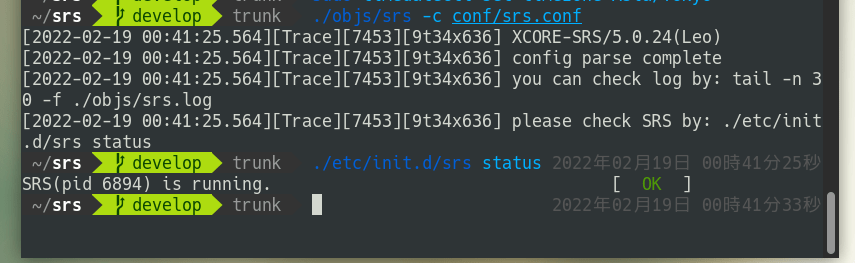 ~/srs develop trunk ./objs/srs -c conf/srs.conf
[2022-02-19 00:41:25.564][Trace][7453][9t34x636] XCORE-SRS/5.0.24(Leo)
[2022-02-19 00:41:25.564][Trace][7453][9t34x636] config parse complete
[2022-02-19 00:41:25.564][Trace][7453][9t34x636] you can check log by: tail -n 3
0 -f ./objs/srs.log
[2022-02-19 00:41:25.564][Trace][7453][9t34x636] please check SRS by: ./etc/init
.d/srs status
~/srs develop trunk ./etc/init.d/srs status 2022年02月19日 00時41分25秒
SRS(pid 6894) is running. [ OK ]
~/srs develop trunk 2022年02月19日 00時41分33秒